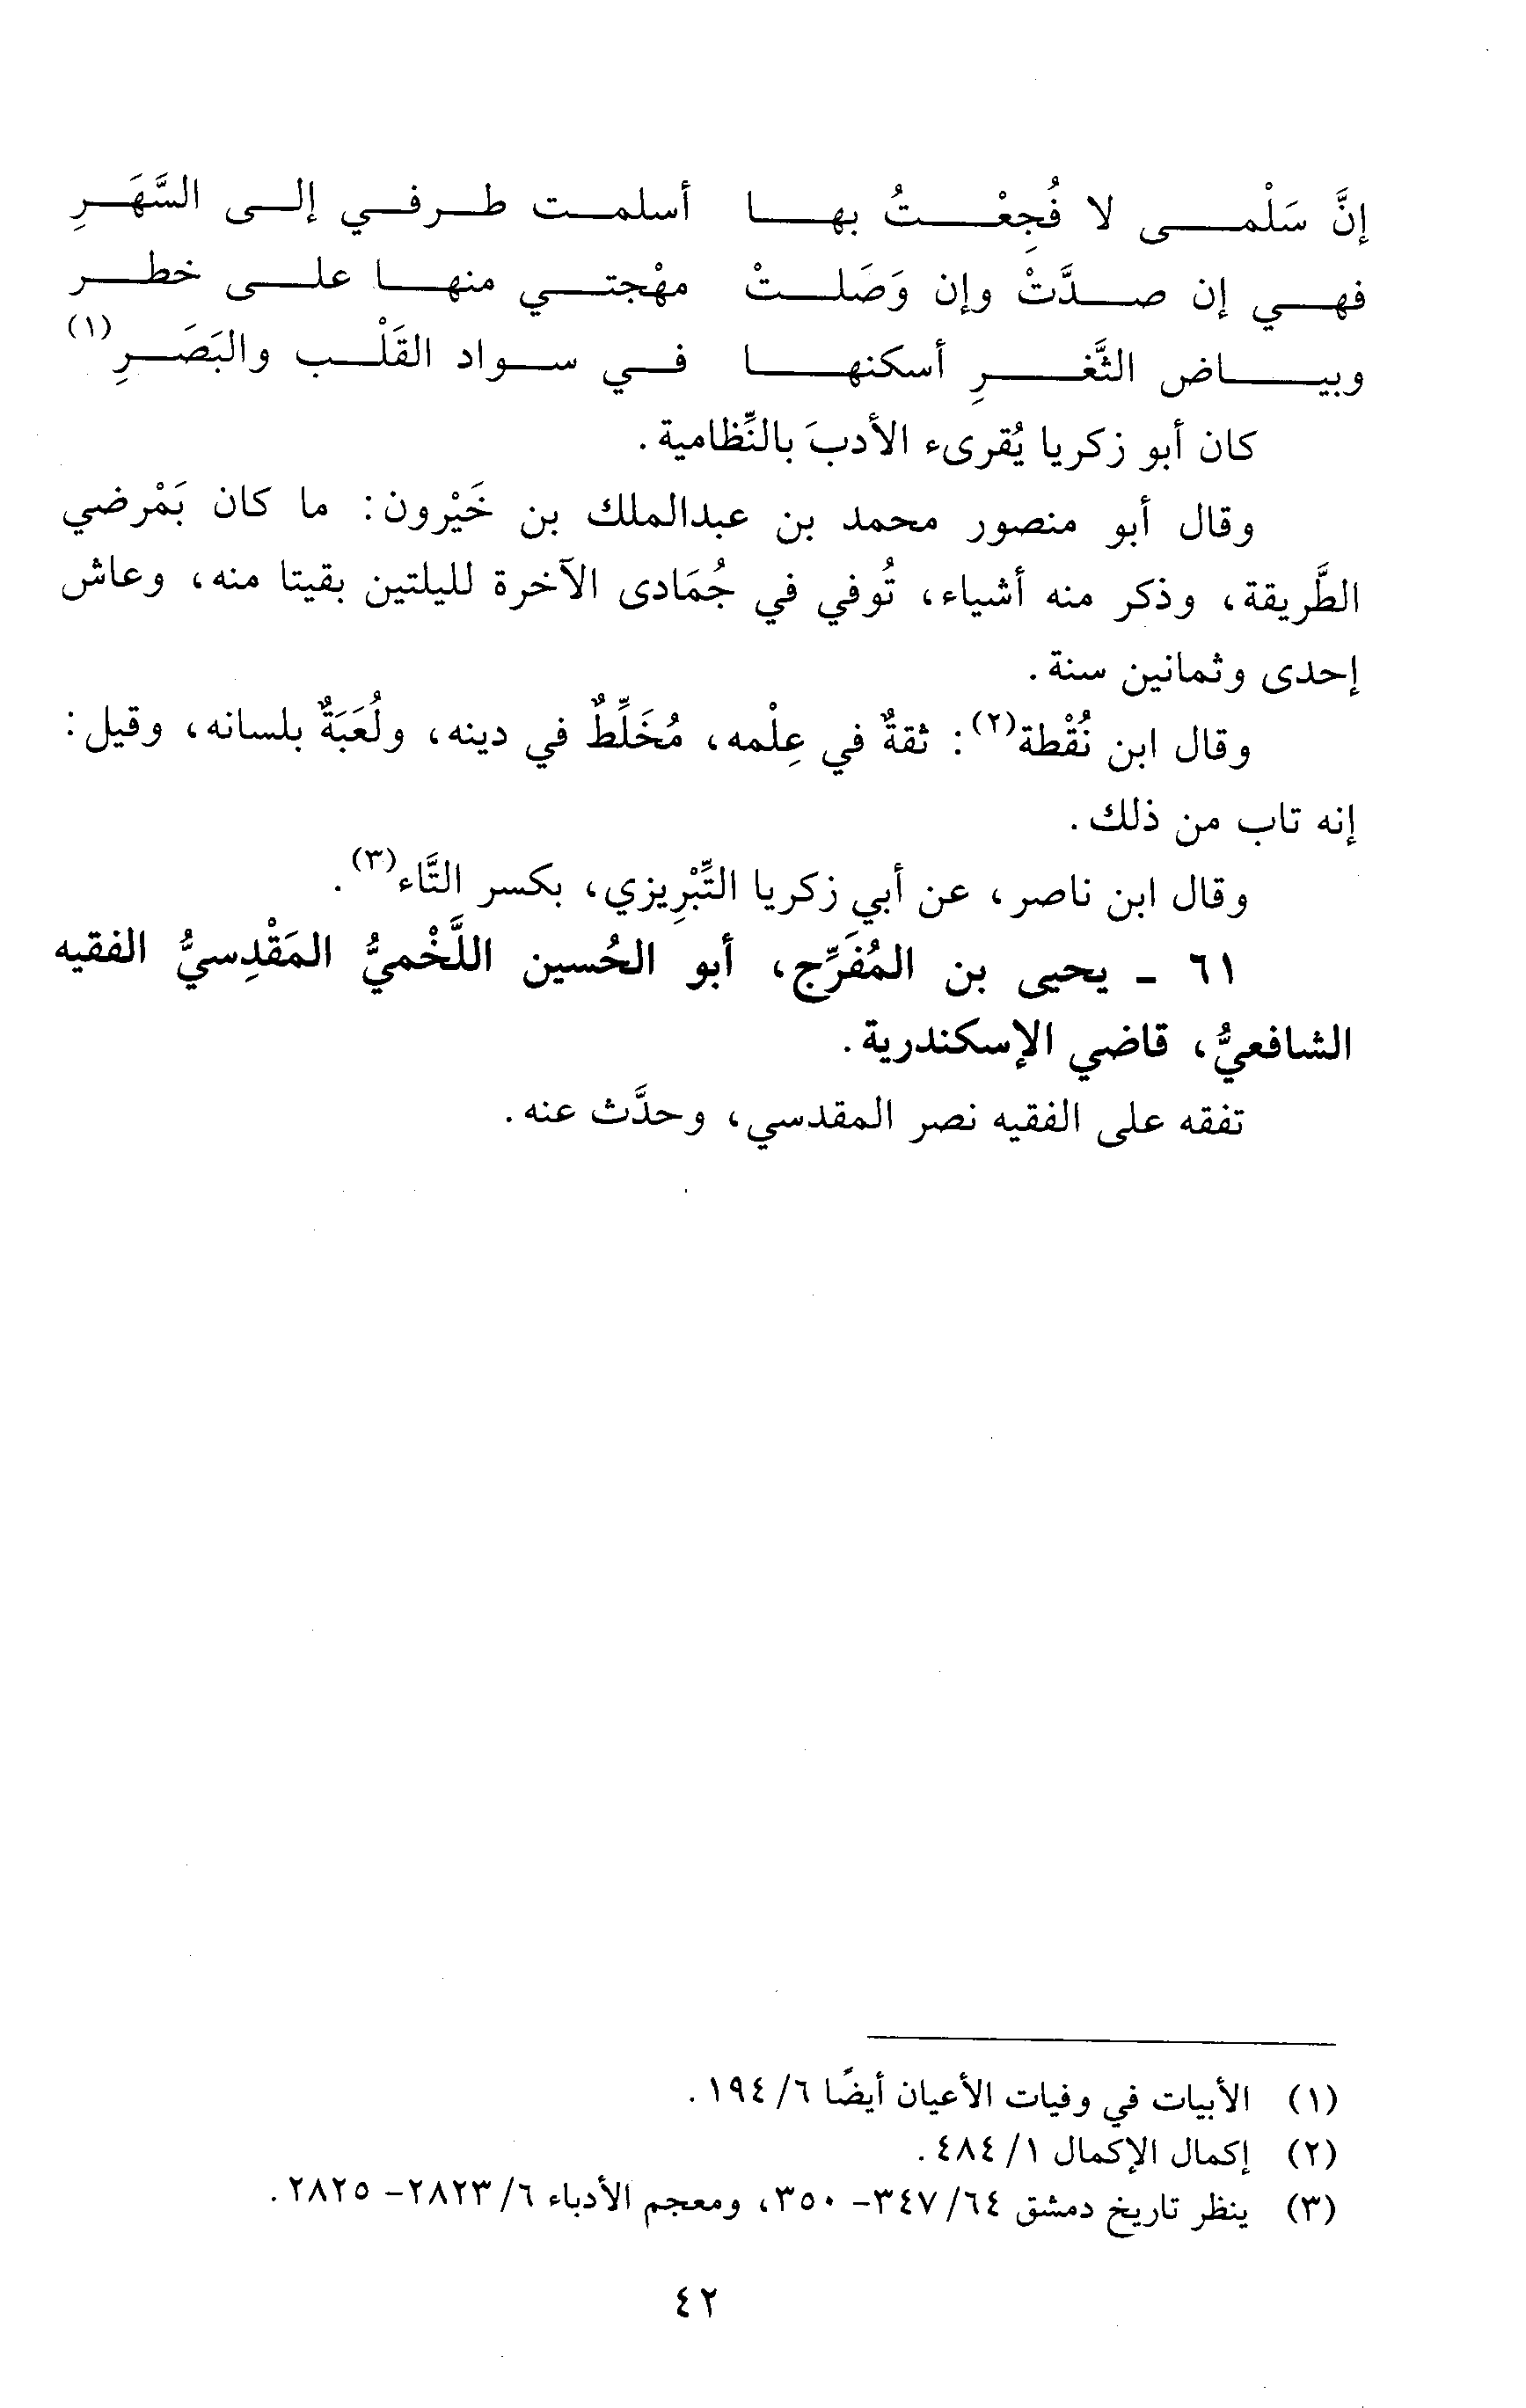 إنَّ سَلْمى لا فُجِعْتُ بها أسلمت طرفي إلى السَّهَرِ
فهي إن صدَّتْ وإن وَصَلتْ مهْجتي منها على خطر
وبياض الثَّغرِ أسكنها في سواد القَلْب والبَصَرِ(١)
كان أبو زكريا يُقرىء الأدبَ بالنِّظامية.
وقال أبو منصور محمد بن عبدالملك بن خَيْرون: ما كان بَمْرضي
الطَّريقة، وذكر منه أشياء، تُوفي في جُمَادى الآخرة لليلتين بقيتا منه، وعاش
إحدى وثمانين سنة.
وقال ابن نُقْطة(٢): ثقةٌ في عِلْمه، مُخَلِّطٌ في دينه، ولُعَبَةٌ بلسانه، وقيل:
إنه تاب من ذلك.
وقال ابن ناصر، عن أبي زكريا التِّبْرِيزي، بكسر التَّاء(٣).
٦١ - يحيى بن المُفَرِّج، أبو الحُسين اللَّخْميُّ المَقْدِسيُّ الفقيه
الشافعيُّ، قاضي الإسكندرية.
تفقه على الفقيه نصر المقدسي، وحدَّث عنه.
(١) الأبيات في وفيات الأعيان أيضًا ٦/ ١٩٤.
(٢) إكمال الإكمال ١/ ٤٨٤.
(٣) ينظر تاريخ دمشق ٦٤/ ٣٤٧- ٣٥٠، ومعجم الأدباء ٦/ ٢٨٢٣- ٢٨٢٥.
٤٢